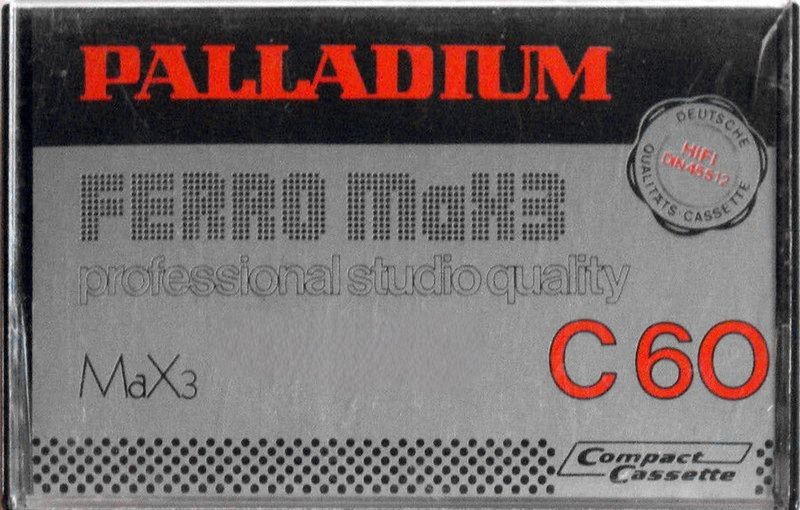 PALLADIUM
DEUTSCHE
HIFI
DIN 45512
QUALITÄTS CASSETTE
FERRO MaX3
professional studio quality
C 60
MaX3
Compact
Cassette